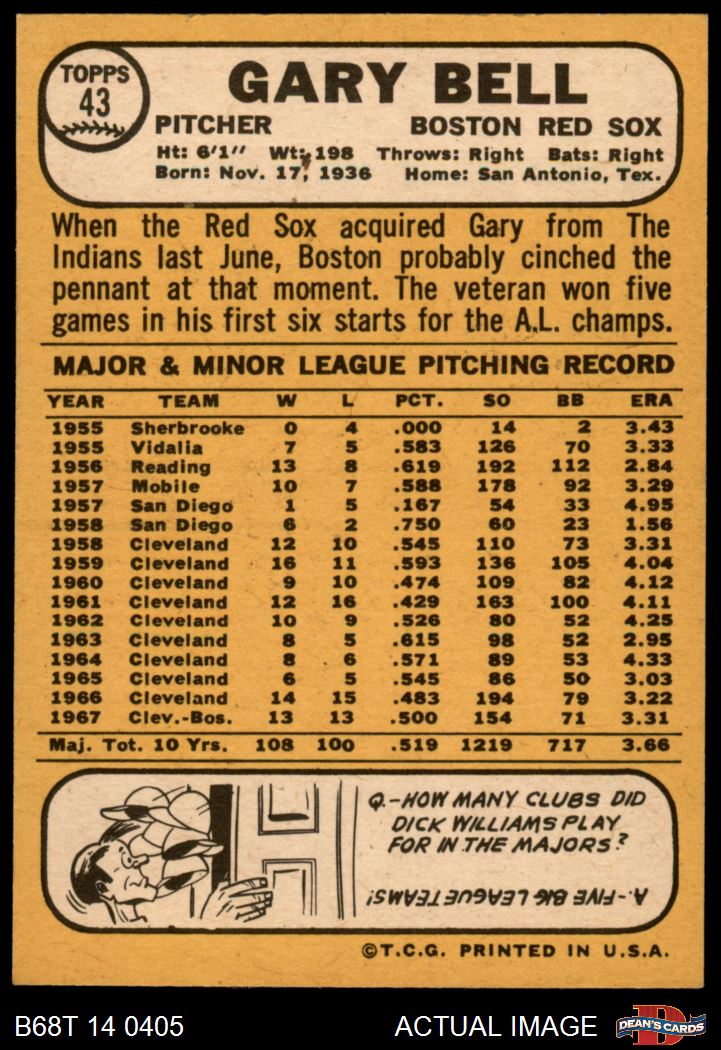 TOPPS
43
GARY BELL
PITCHER BOSTON RED SOX
Ht: 6'1" Wt: 198 Throws: Right Bats: Right
Born: Nov. 17, 1936 Home: San Antonio, Tex.
When the Red Sox acquired Gary from The
Indians last June, Boston probably cinched the
pennant at that moment. The veteran won five
games in his first six starts for the A.L. champs.
MAJOR & MINOR LEAGUE PITCHING RECORD
YEAR TEAM W L PCT. SO BB ERA
1955 Sherbrooke 0 4 .000 14 2 3.43
1955 Vidalia 7 5 .583 126 70 3.33
1956 Reading 13 8 .619 192 112 2.84
1957 Mobile 10 7 .588 178 92 3.29
1957 San Diego 1 5 .167 54 33 4.95
1958 San Diego 6 2 .750 60 23 1.56
1958 Cleveland 12 10 .545 110 73 3.31
1959 Cleveland 16 11 .593 136 105 4.04
1960 Cleveland 9 10 .474 109 82 4.12
1961 Cleveland 12 16 .429 163 100 4.11
1962 Cleveland 10 9 .526 80 52 4.25
1963 Cleveland 8 5 .615 98 52 2.95
1964 Cleveland 8 6 .571 89 53 4.33
1965 Cleveland 6 5 .545 86 50 3.03
1966 Cleveland 14 15 .483 194 79 3.22
1967 Clev.-Bos. 13 13 .500 154 71 3.31
Maj. Tot. 10 Yrs. 108 100 .519 1219 717 3.66
Q.-HOW MANY CLUBS DID
DICK WILLIAMS PLAY
FOR IN THE MAJORS?
A.-FIVE BIG LEAGUE TEAMS!
©T.C.G. PRINTED IN U.S.A.
B68T 14 0405 ACTUAL IMAGE
D
DEAN'S CARDS